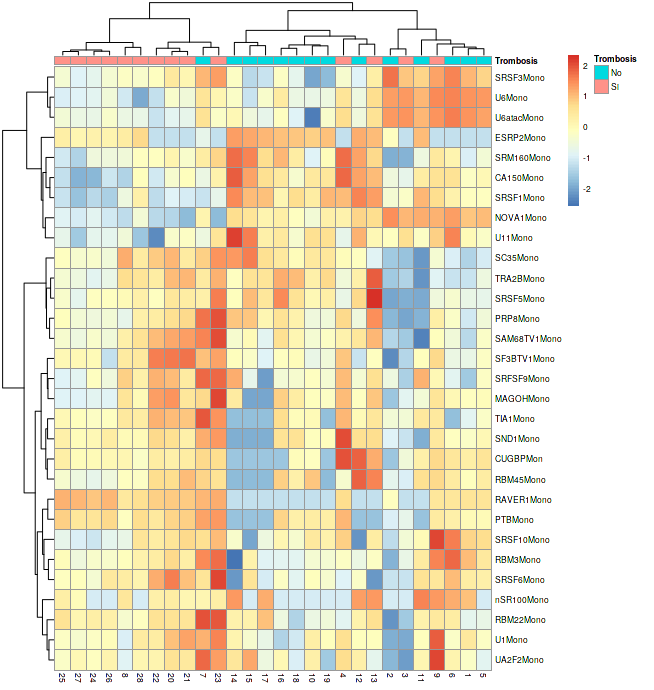 Trombosis
SRSF3Mono
U6Mono
U6atacMono
ESRP2Mono
SRM160Mono
CA150Mono
SRSF1Mono
NOVA1Mono
U11Mono
SC35Mono
TRA2BMono
SRSF5Mono
PRP8Mono
SAM68TV1Mono
SF3BTV1Mono
SRFSF9Mono
MAGOHMono
TIA1Mono
SND1Mono
CUGBPMon
RBM45Mono
RAVER1Mono
PTBMono
SRSF10Mono
RBM3Mono
SRSF6Mono
nSR100Mono
RBM22Mono
U1Mono
UA2F2Mono
25 27 24 26 8 28 22 20 21 7 23 14 15 17 16 18 10 19 4 12 13 2 3 11 9 6 1 5
2
1
0
-1
-2
Trombosis
No
SI